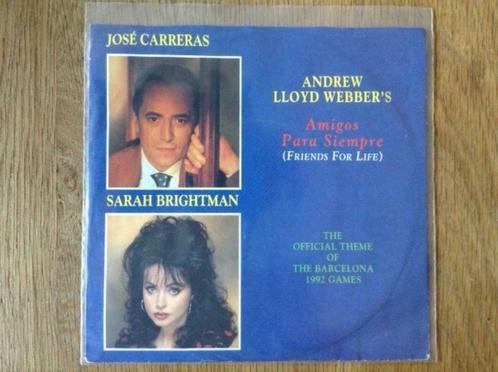 JOSÉ CARRERAS
ANDREW
LLOYD WEBBER'S
Amigos
Para Siempre
(FRIENDS FOR LIFE)
SARAH BRIGHTMAN
THE
OFFICIAL THEME
OF
THE BARCELONA
1992 GAMES